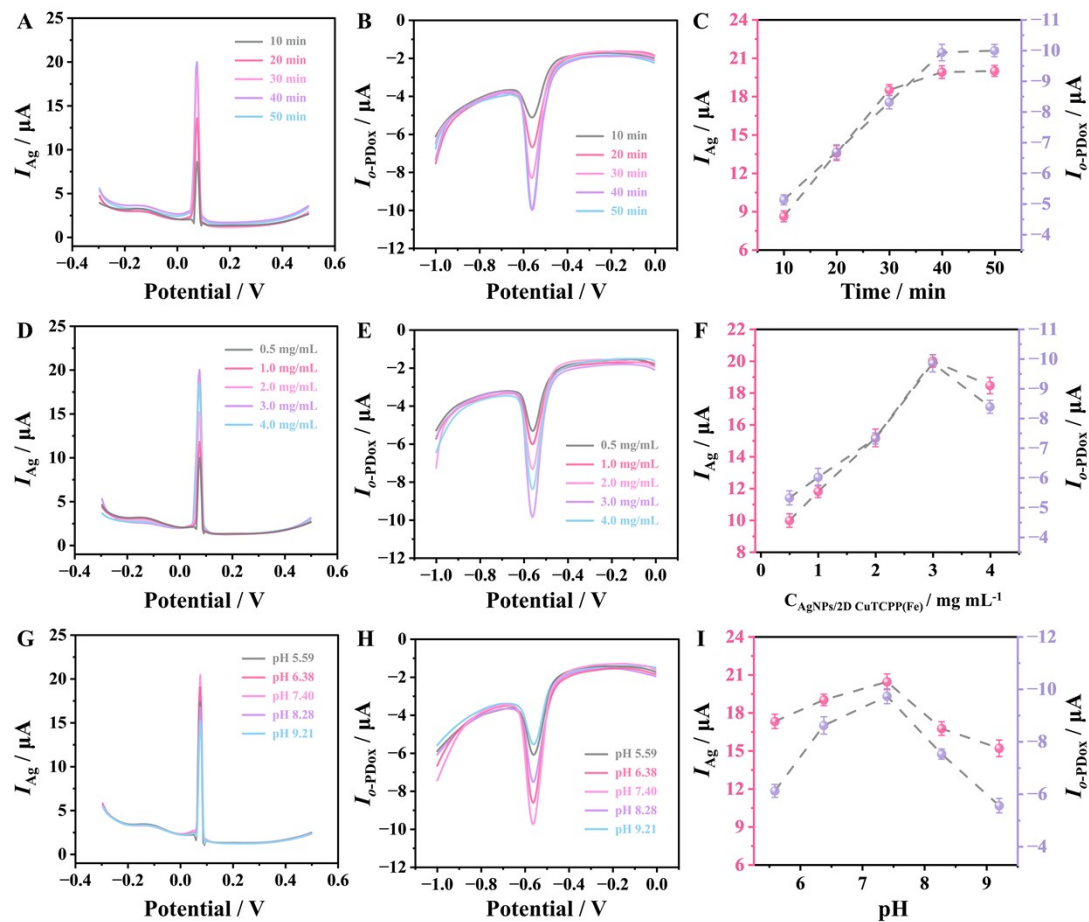 A
I_Ag / μA
25
20
15
10
5
0
10 min
20 min
30 min
40 min
50 min
−0.4 −0.2 0.0 0.2 0.4 0.6
Potential / V
B
I_o-PDox / μA
0
−2
−4
−6
−8
−10
−12
10 min
20 min
30 min
40 min
50 min
−1.0 −0.8 −0.6 −0.4 −0.2 0.0
Potential / V
C
I_Ag / μA
24
21
18
15
12
9
6
−11
−10
−9
−8
−7
−6
−5
−4
I_o-PDox / μA
10 20 30 40 50
Time / min
D
I_Ag / μA
25
20
15
10
5
0
0.5 mg/mL
1.0 mg/mL
2.0 mg/mL
3.0 mg/mL
4.0 mg/mL
−0.4 −0.2 0.0 0.2 0.4 0.6
Potential / V
E
I_o-PDox / μA
0
−2
−4
−6
−8
−10
−12
0.5 mg/mL
1.0 mg/mL
2.0 mg/mL
3.0 mg/mL
4.0 mg/mL
−1.0 −0.8 −0.6 −0.4 −0.2 0.0
Potential / V
F
I_Ag / μA
22
20
18
16
14
12
10
8
−11
−10
−9
−8
−7
−6
−5
−4
I_o-PDox / μA
0 1 2 3 4
C_AgNPs/2D CuTCPP(Fe) / mg mL⁻¹
G
I_Ag / μA
25
20
15
10
5
0
pH 5.59
pH 6.38
pH 7.40
pH 8.28
pH 9.21
−0.4 −0.2 0.0 0.2 0.4 0.6
Potential / V
H
I_o-PDox / μA
0
−2
−4
−6
−8
−10
−12
pH 5.59
pH 6.38
pH 7.40
pH 8.28
pH 9.21
−1.0 −0.8 −0.6 −0.4 −0.2 0.0
Potential / V
I
I_Ag / μA
24
21
18
15
12
9
6
−12
−10
−8
−6
−4
I_o-PDox / μA
6 7 8 9
pH